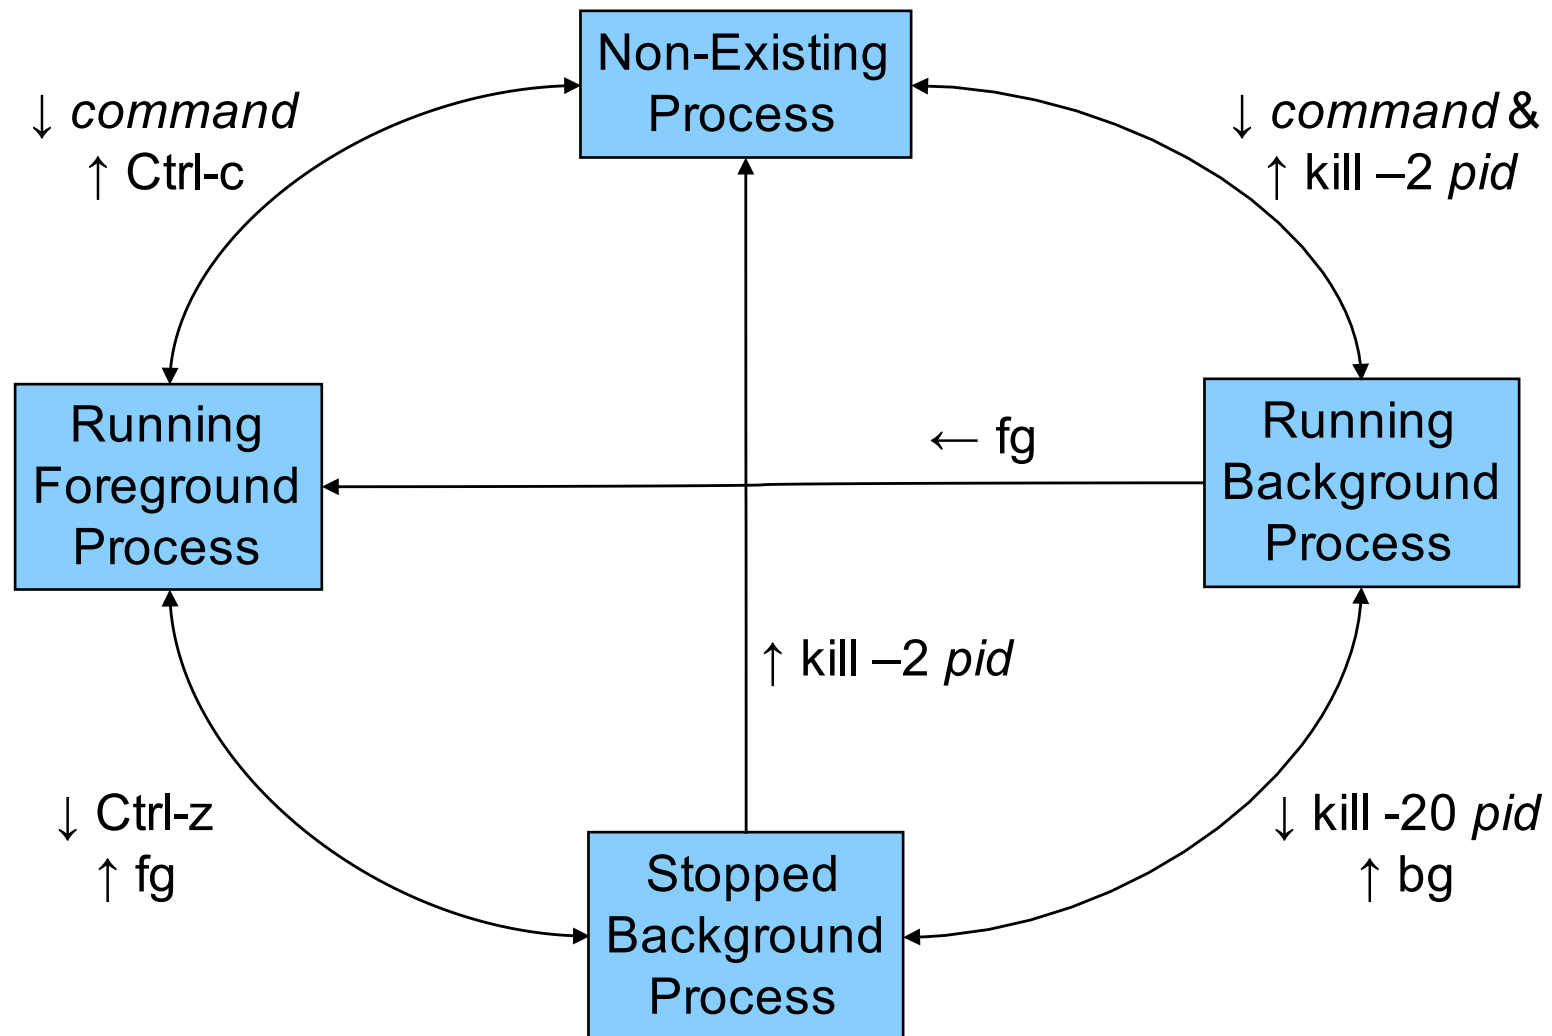 Non-Existing
Process
↓ command
↑ Ctrl-c
↓ command &
↑ kill –2 pid
Running
Foreground
Process
← fg
Running
Background
Process
↑ kill –2 pid
↓ Ctrl-z
↑ fg
↓ kill -20 pid
↑ bg
Stopped
Background
Process